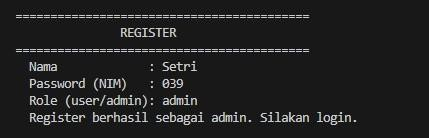 ==========================================
REGISTER
==========================================
Nama : Setri
Password (NIM) : 039
Role (user/admin): admin
Register berhasil sebagai admin. Silakan login.